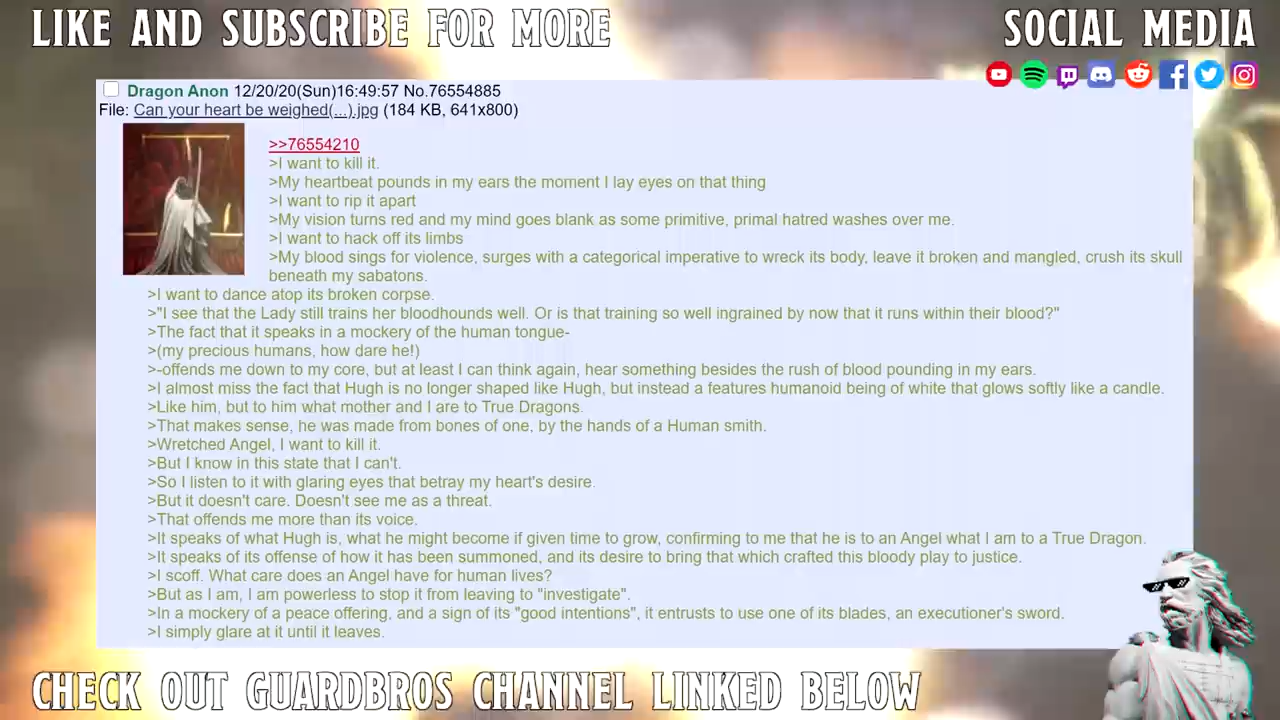 LIKE AND SUBSCRIBE FOR MORE
SOCIAL MEDIA
Dragon Anon 12/20/20(Sun)16:49:57 No.76554885
File: Can your heart be weighed(...).jpg (184 KB, 641x800)
>>76554210
>I want to kill it.
>My heartbeat pounds in my ears the moment I lay eyes on that thing
>I want to rip it apart
>My vision turns red and my mind goes blank as some primitive, primal hatred washes over me.
>I want to hack off its limbs
>My blood sings for violence, surges with a categorical imperative to wreck its body, leave it broken and mangled, crush its skull
beneath my sabatons.
>I want to dance atop its broken corpse.
>"I see that the Lady still trains her bloodhounds well. Or is that training so well ingrained by now that it runs within their blood?"
>The fact that it speaks in a mockery of the human tongue-
>(my precious humans, how dare he!)
>-offends me down to my core, but at least I can think again, hear something besides the rush of blood pounding in my ears.
>I almost miss the fact that Hugh is no longer shaped like Hugh, but instead a features humanoid being of white that glows softly like a candle.
>Like him, but to him what mother and I are to True Dragons.
>That makes sense, he was made from bones of one, by the hands of a Human smith.
>Wretched Angel, I want to kill it.
>But I know in this state that I can't.
>So I listen to it with glaring eyes that betray my heart's desire.
>But it doesn't care. Doesn't see me as a threat.
>That offends me more than its voice.
>It speaks of what Hugh is, what he might become if given time to grow, confirming to me that he is to an Angel what I am to a True Dragon.
>It speaks of its offense of how it has been summoned, and its desire to bring that which crafted this bloody play to justice.
>I scoff. What care does an Angel have for human lives?
>But as I am, I am powerless to stop it from leaving to "investigate".
>In a mockery of a peace offering, and a sign of its "good intentions", it entrusts to use one of its blades, an executioner's sword.
>I simply glare at it until it leaves.
CHECK OUT GUARDBROS CHANNEL LINKED BELOW